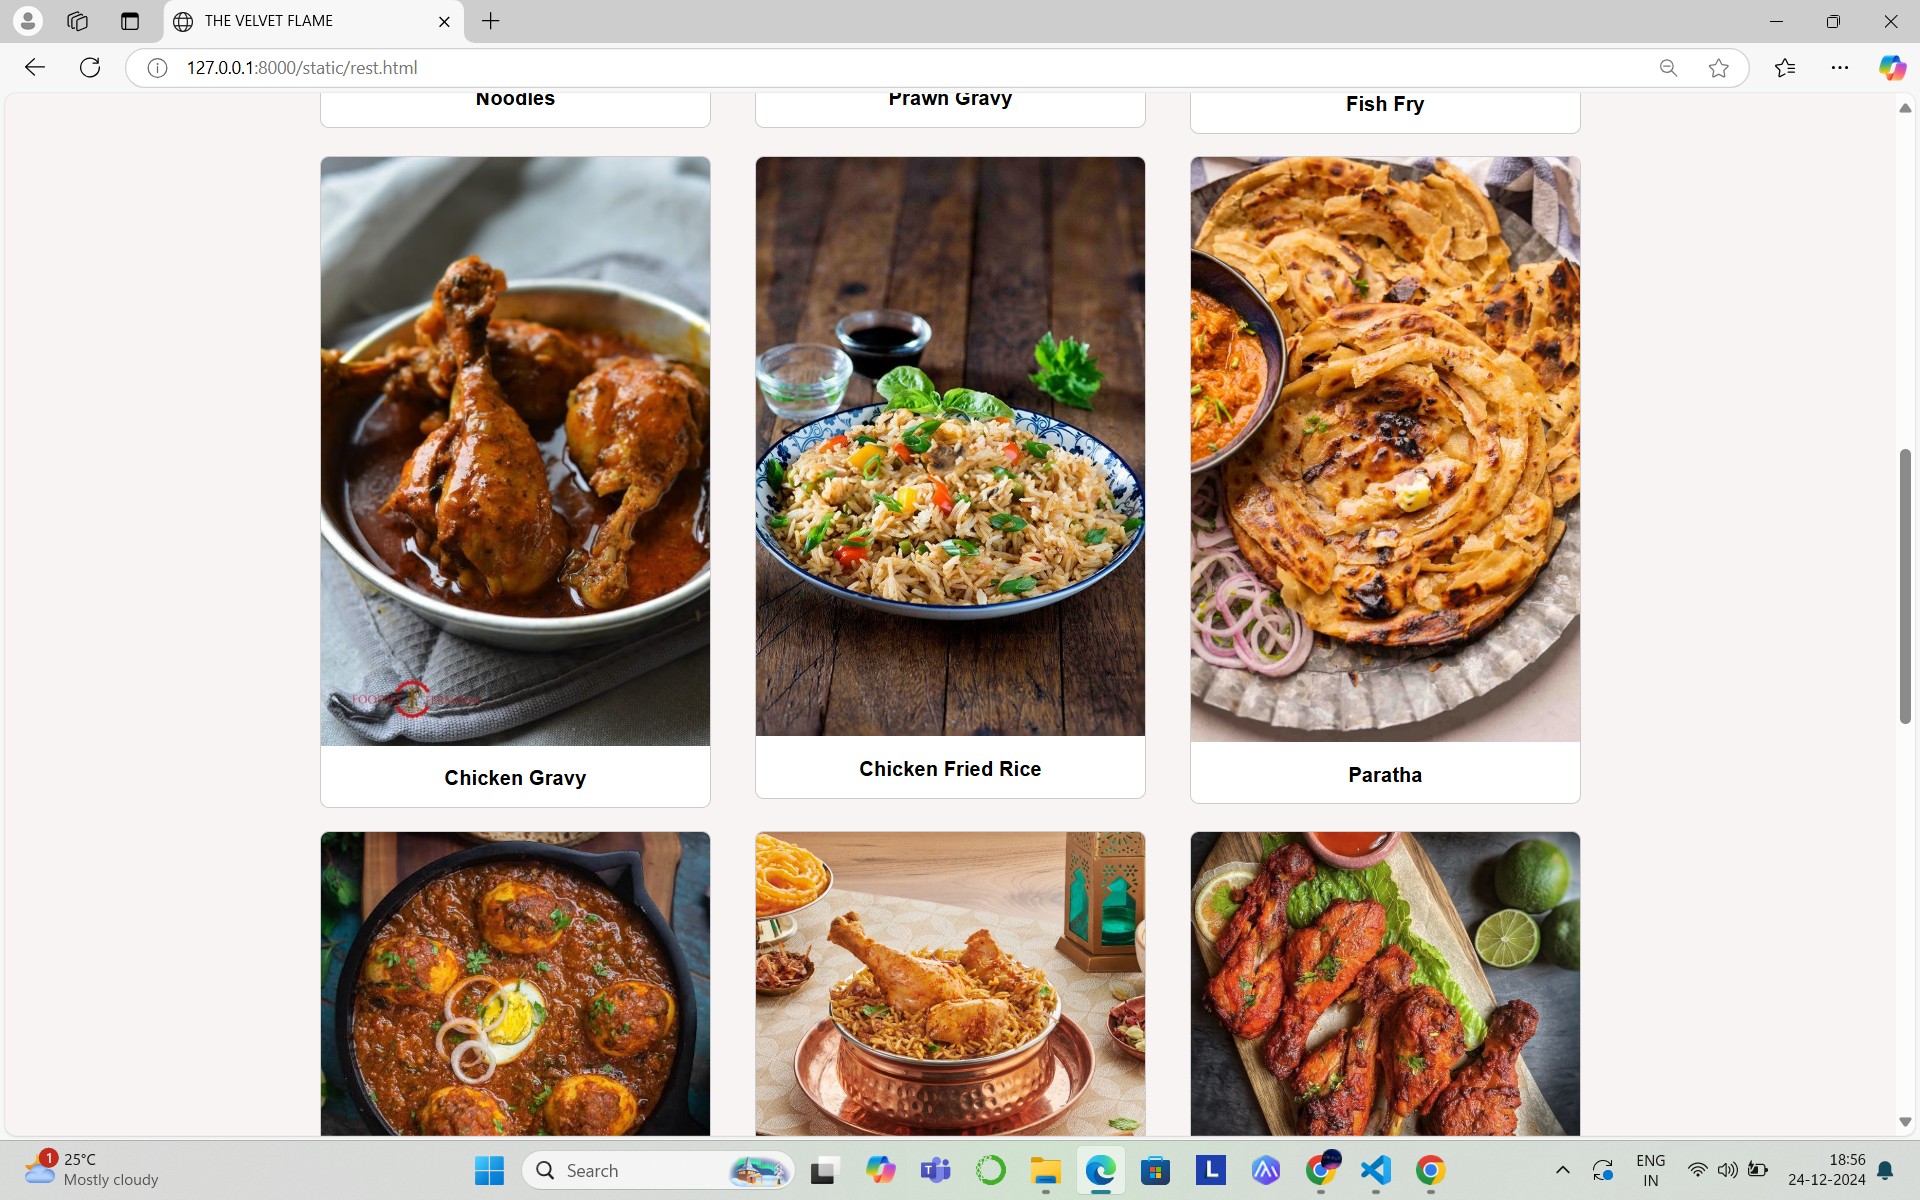 THE VELVET FLAME
127.0.0.1:8000/static/rest.html
Noodles
Prawn Gravy
Fish Fry
Chicken Gravy
Chicken Fried Rice
Paratha
1
25°C
Mostly cloudy
Search
L
ENG
IN
18:56
24-12-2024